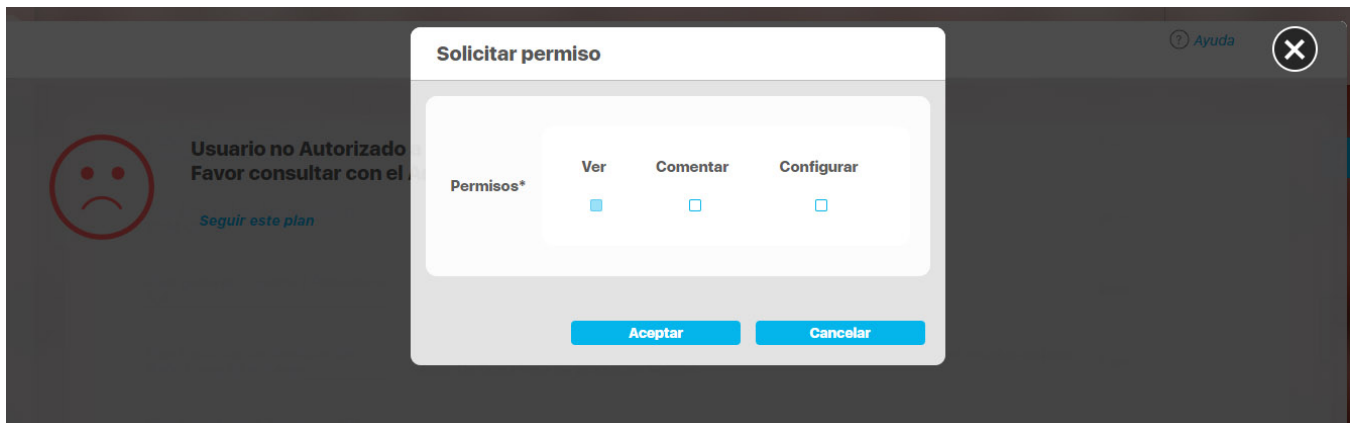 Solicitar permiso
Ayuda
Usuario no Autorizado
Favor consultar con el
Seguir este plan
Permisos*
Ver Comentar Configurar
Aceptar Cancelar